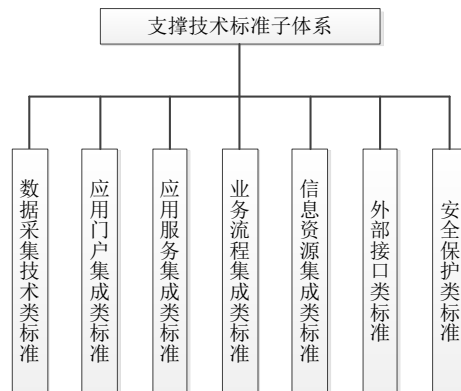 支撑技术标准子体系
数据采集技术类标准
应用门户集成类标准
应用服务集成类标准
业务流程集成类标准
信息资源集成类标准
外部接口类标准
安全保护类标准